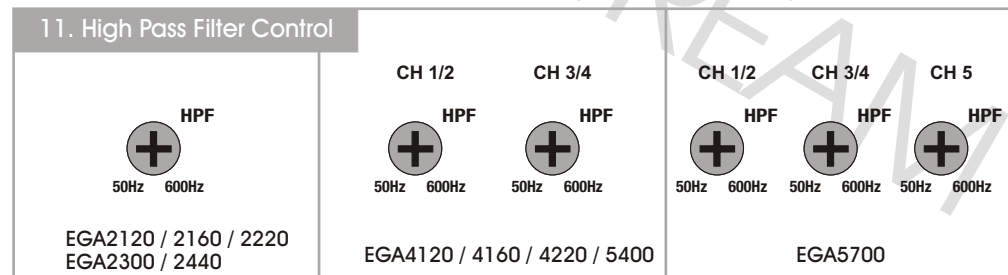 11. High Pass Filter Control
HPF
50Hz 600Hz
EGA2120 / 2160 / 2220
EGA2300 / 2440
CH 1/2 CH 3/4
HPF HPF
50Hz 600Hz 50Hz 600Hz
EGA4120 / 4160 / 4220 / 5400
CH 1/2 CH 3/4 CH 5
HPF HPF HPF
50Hz 600Hz 50Hz 600Hz 50Hz 600Hz
EGA5700